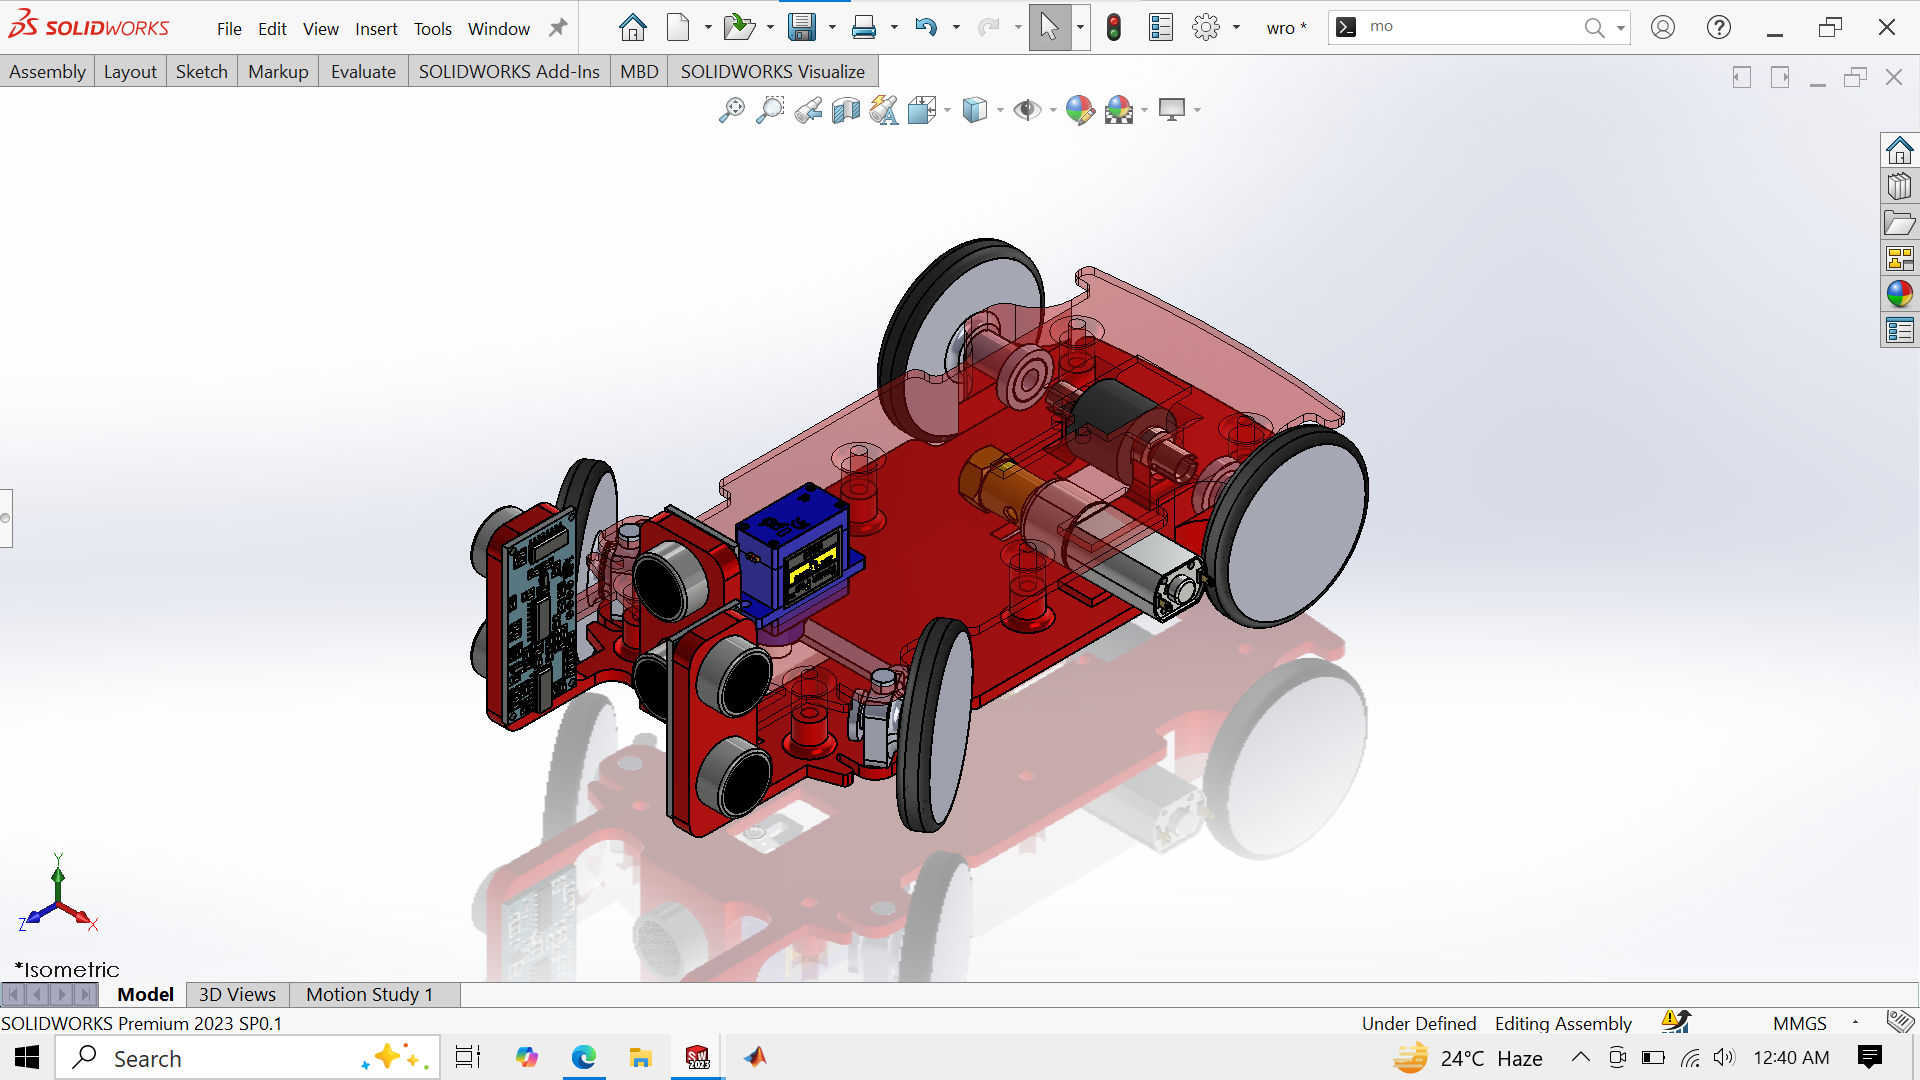 SOLIDWORKS File Edit View Insert Tools Window wro * mo
Assembly Layout Sketch Markup Evaluate SOLIDWORKS Add-Ins MBD SOLIDWORKS Visualize
Y
Z X
*Isometric
Model 3D Views Motion Study 1
SOLIDWORKS Premium 2023 SP0.1 Under Defined Editing Assembly MMGS
Search 24°C Haze 12:40 AM